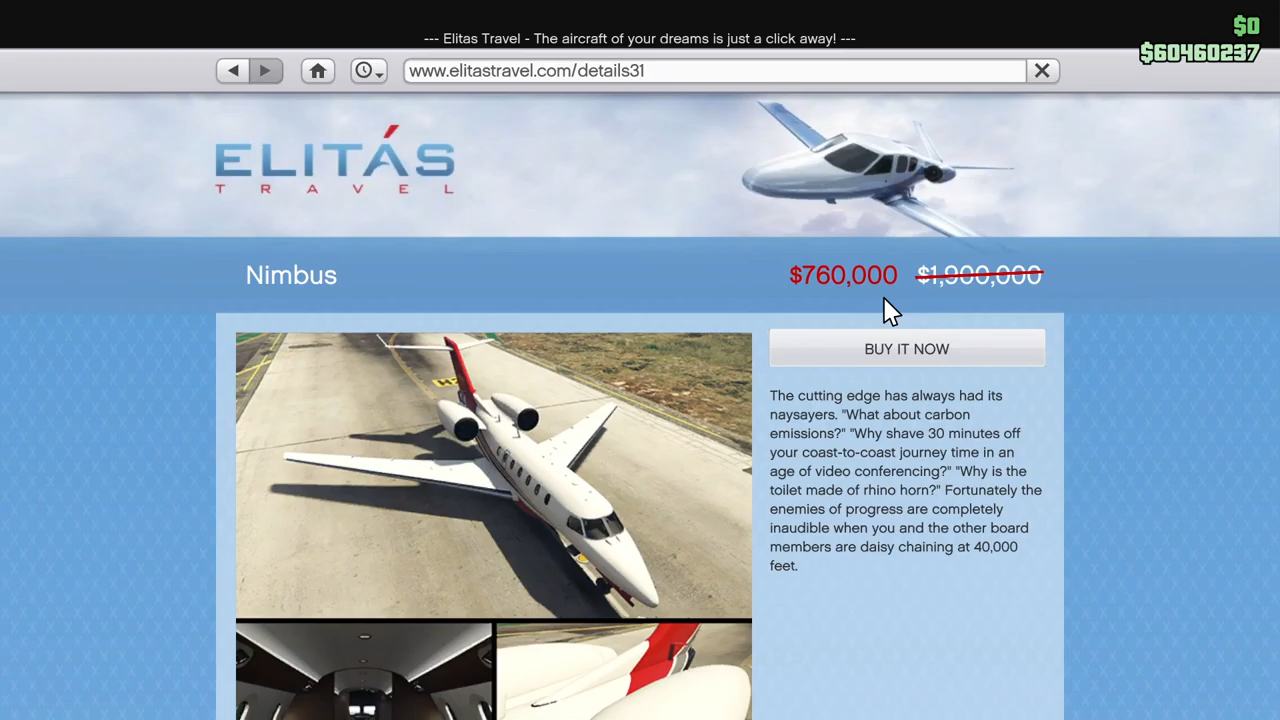 $0
--- Elitas Travel - The aircraft of your dreams is just a click away! ---
$60460237
www.elitastravel.com/details31
ELITÁS
TRAVEL
Nimbus
$760,000 $1,900,000
BUY IT NOW
The cutting edge has always had its
naysayers. "What about carbon
emissions?" "Why shave 30 minutes off
your coast-to-coast journey time in an
age of video conferencing?" "Why is the
toilet made of rhino horn?" Fortunately the
enemies of progress are completely
inaudible when you and the other board
members are daisy chaining at 40,000
feet.